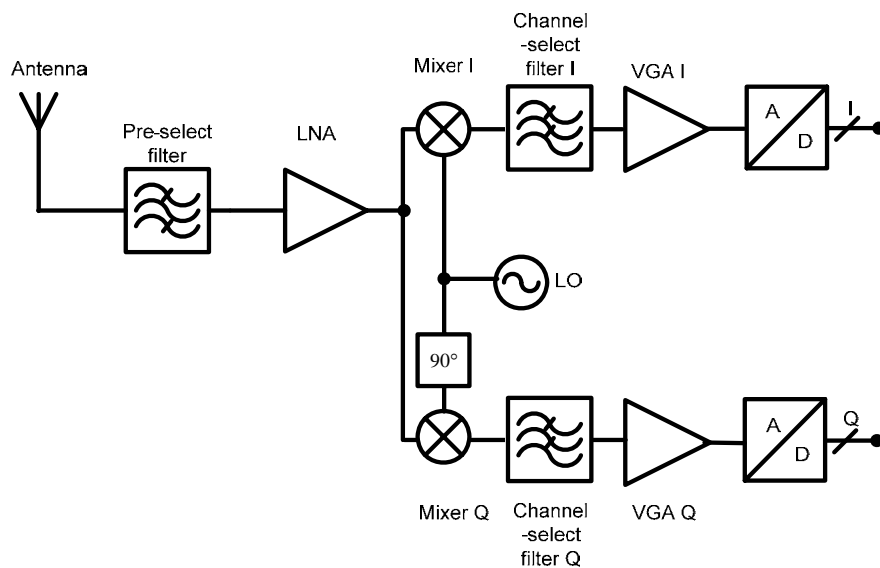 Antenna
Pre-select
filter
LNA
Mixer I
Channel
-select
filter I
VGA I
A
D
I
LO
90°
Mixer Q
Channel
-select
filter Q
VGA Q
A
D
Q